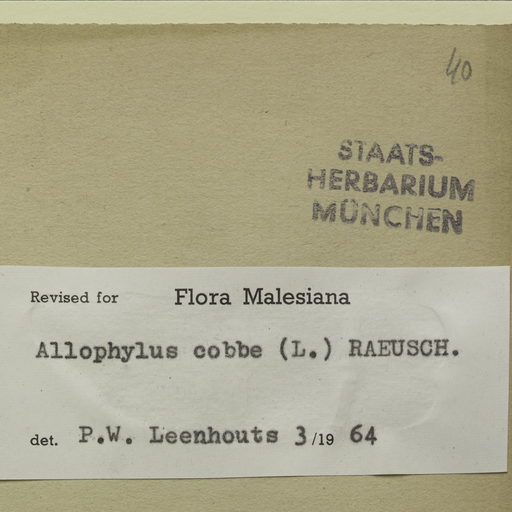 40
STAATS-
HERBARIUM
MÜNCHEN
Revised for Flora Malesiana
Allophylus cobbe (L.) RAEUSCH.
det. P.W. Leenhouts 3/19 64